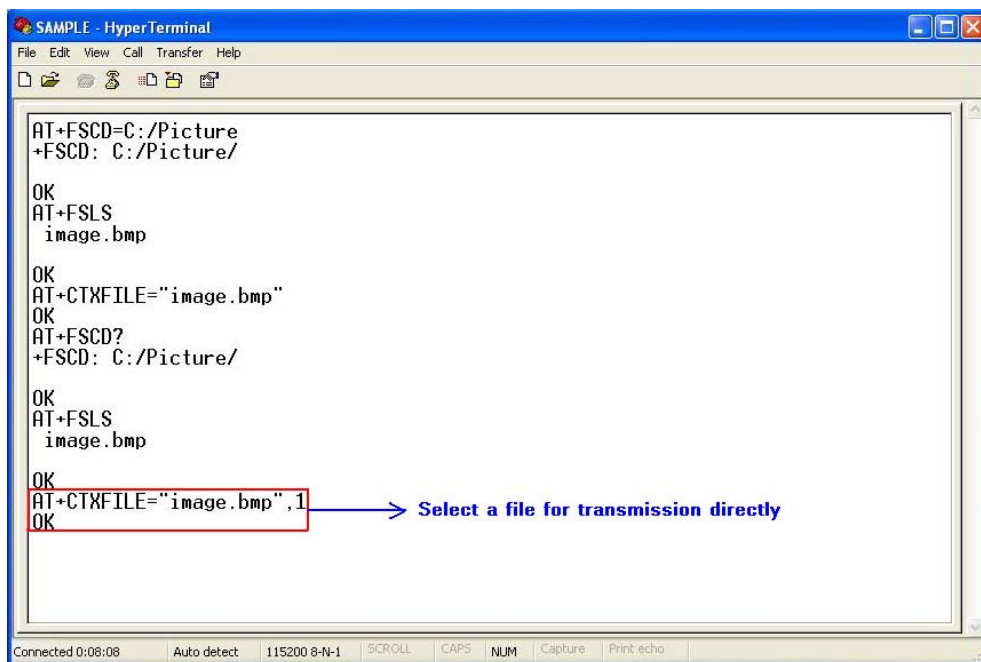 SAMPLE - HyperTerminal
File Edit View Call Transfer Help
AT+FSCD=C:/Picture
+FSCD: C:/Picture/
OK
AT+FSLS
image.bmp
OK
AT+CTXFILE="image.bmp"
OK
AT+FSCD?
+FSCD: C:/Picture/
OK
AT+FSLS
image.bmp
OK
AT+CTXFILE="image.bmp",1
Select a file for transmission directly
OK
Connected 0:08:08 Auto detect 115200 8-N-1 SCROLL CAPS NUM Capture Print echo